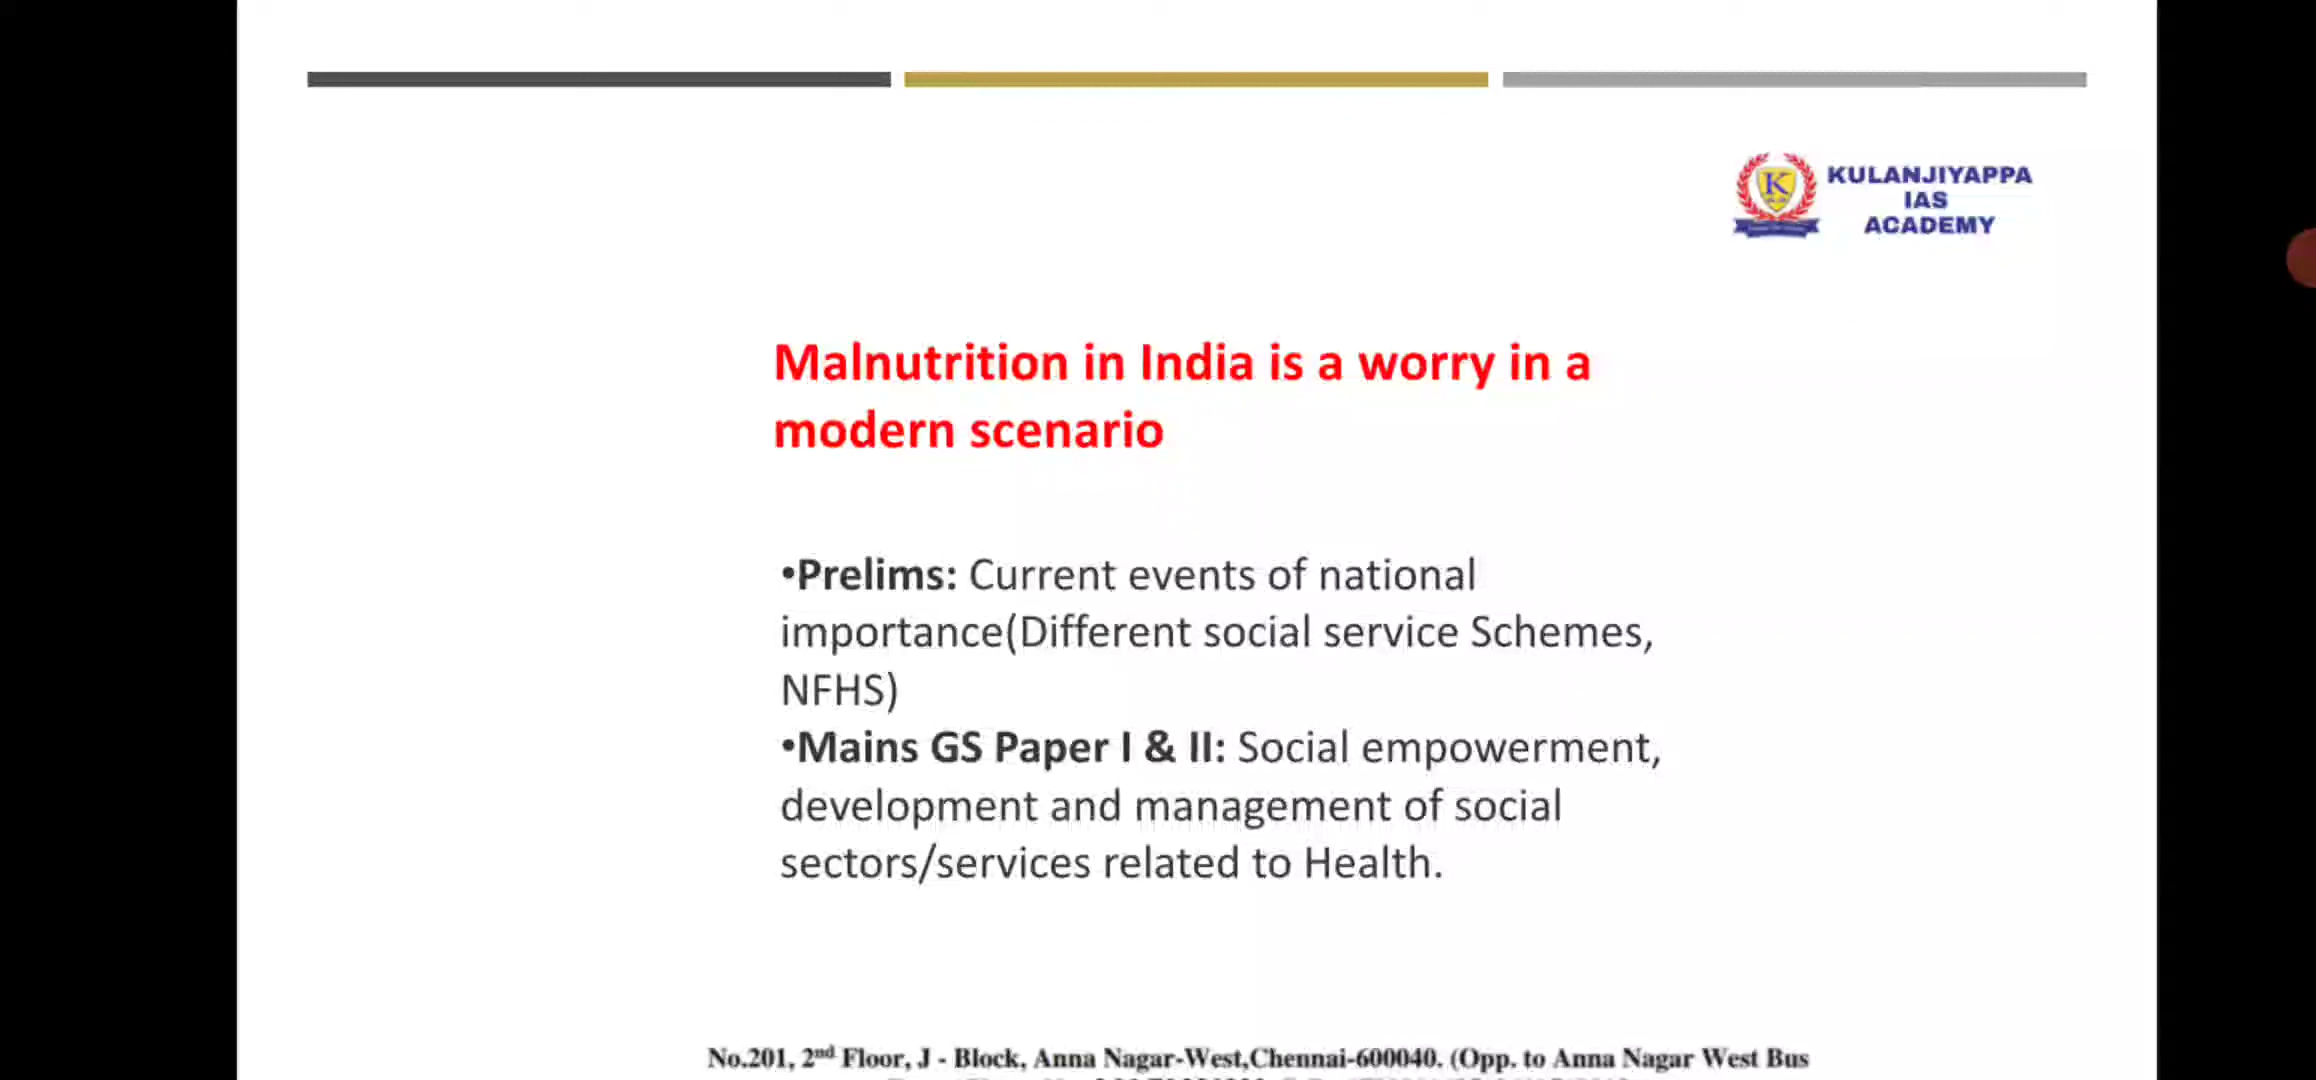 KULANJIYAPPA
IAS
ACADEMY
Malnutrition in India is a worry in a
modern scenario
•Prelims: Current events of national
importance(Different social service Schemes,
NFHS)
•Mains GS Paper I & II: Social empowerment,
development and management of social
sectors/services related to Health.
No.201, 2nd Floor, J - Block, Anna Nagar-West,Chennai-600040. (Opp. to Anna Nagar West Bus